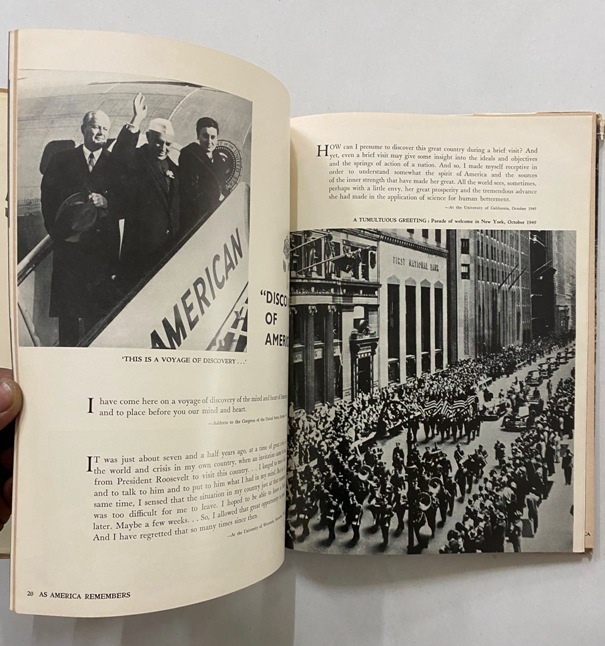 AMERICAN
"DISCO
OF
AMER
'THIS IS A VOYAGE OF DISCOVERY . . .'
I have come here on a voyage of discovery of the mind and heart of
and to place before you our mind and heart.
—Address to the Congress of the United States,
IT was just about seven and a half years ago, at a time of great
the world and crisis in my own country, when an invitation came
from President Roosevelt to visit this country. . . . I longed to
and to talk to him and to put to him what I had in my mind. But
same time, I sensed that the situation in my country just at that
was too difficult for me to leave. I hoped to be able to
later. Maybe a few weeks. . . . So, I allowed that great opportunity
And I have regretted that so many times since then.
—At the University of
20 AS AMERICA REMEMBERS
HOW can I presume to discover this great country during a brief visit? And
yet, even a brief visit may give some insight into the ideals and objectives
and the springs of action of a nation. And so, I made myself receptive in
order to understand somewhat the spirit of America and the sources
of the inner strength that have made her great. All the world sees, sometimes,
perhaps with a little envy, her great prosperity and the tremendous advance
she had made in the application of science for human betterment.
—At the University of California, October 1949
A TUMULTUOUS GREETING: Parade of welcome in New York, October 1949
FIRST NATIONAL BANK